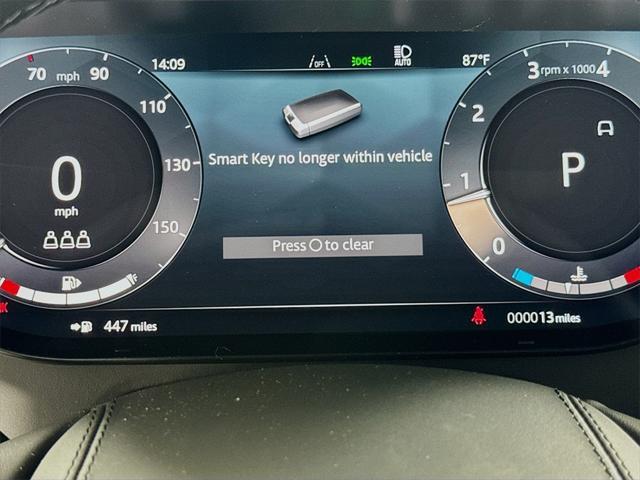 14:09
OFF
AUTO
87°F
70 mph 90
110
130
150
0
mph
Smart Key no longer within vehicle
Press O to clear
3 rpm x 1000 4
2
1
0
P
F
447 miles
000013 miles